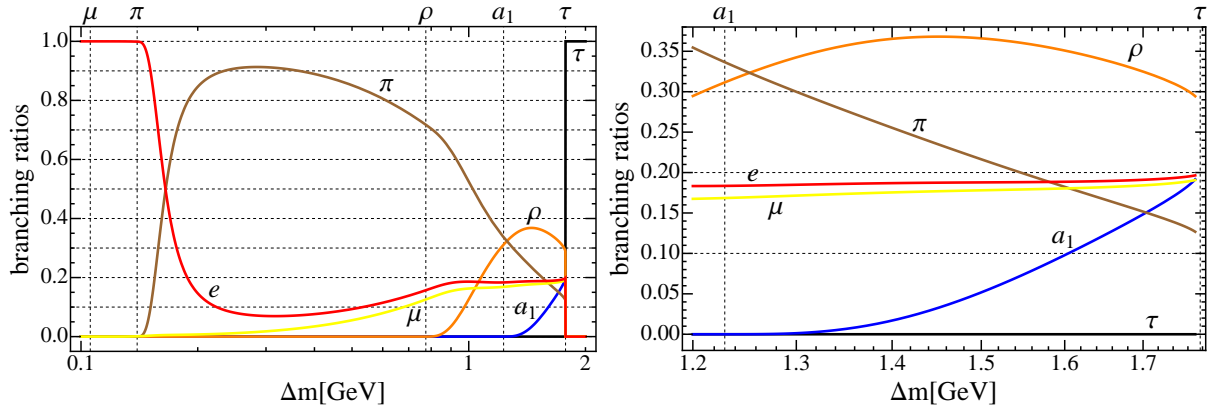 μ π ρ a₁ τ
1.0
0.8
0.6
0.4
0.2
0.0
branching ratios
τ
ρ
e
μ
a₁
0.1 1 2
Δm[GeV]
a₁ τ
0.35
0.30
0.25
0.20
0.15
0.10
0.05
0.00
branching ratios
ρ
π
e
μ
a₁
τ
1.2 1.3 1.4 1.5 1.6 1.7
Δm[GeV]
π